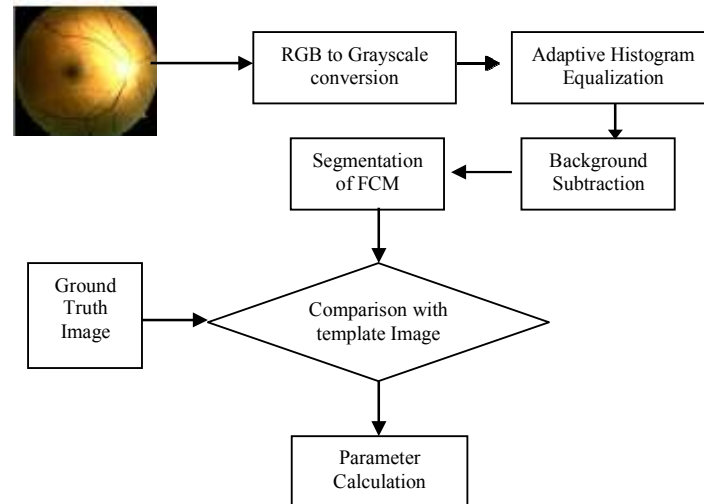 RGB to Grayscale
conversion
Adaptive Histogram
Equalization
Segmentation
of FCM
Background
Subtraction
Ground
Truth
Image
Comparison with
template Image
Parameter
Calculation